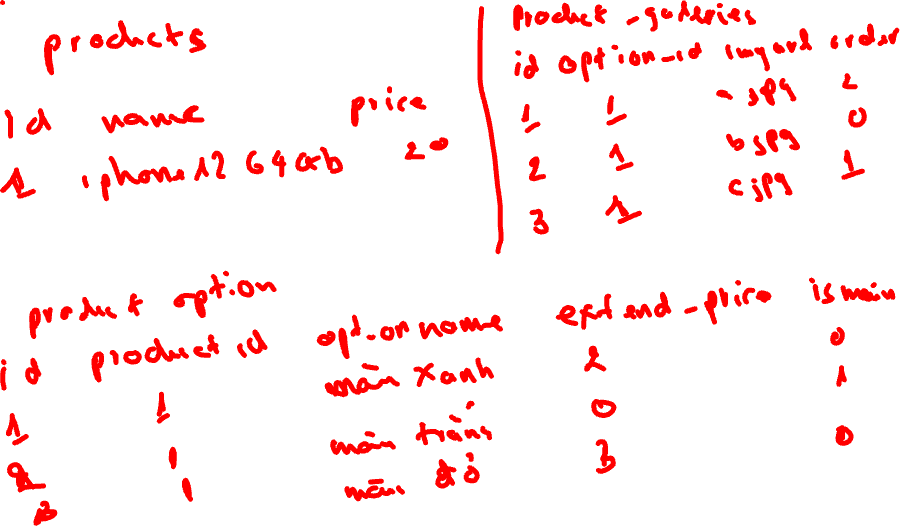 products
id name price
1 iphone 12 64Gb 20
product_galleries
id option_id order
1 1 a jpg 2
2 1 b jpg 0
3 1 c jpg 1
product option
id product id option name extend_price is main
1 1 màu xanh 2 0
2 1 màu trắng 0 1
3 1 màu đỏ 3 0